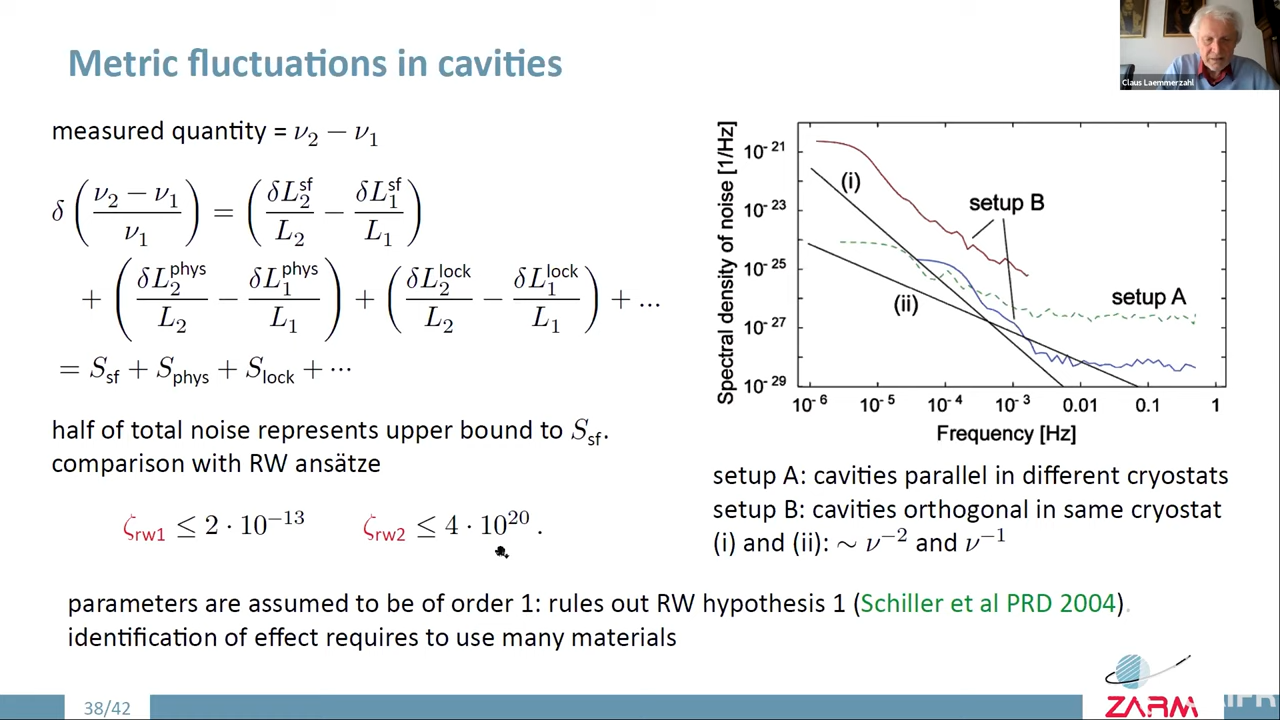 Metric fluctuations in cavities
Claus Laemmerzahl
measured quantity = ν₂ − ν₁
δ ( (ν₂ − ν₁) / ν₁ ) = ( δL₂^sf / L₂ − δL₁^sf / L₁ )
+ ( δL₂^phys / L₂ − δL₁^phys / L₁ ) + ( δL₂^lock / L₂ − δL₁^lock / L₁ ) + ...
= S_sf + S_phys + S_lock + ⋯
half of total noise represents upper bound to S_sf.
comparison with RW ansätze
ζ_rw1 ≤ 2 · 10⁻¹³ ζ_rw2 ≤ 4 · 10²⁰ .
Spectral density of noise [1/Hz]
10⁻²¹
10⁻²³
10⁻²⁵
10⁻²⁷
10⁻²⁹
(i)
setup B
setup A
(ii)
10⁻⁶ 10⁻⁵ 10⁻⁴ 10⁻³ 0.01 0.1 1
Frequency [Hz]
setup A: cavities parallel in different cryostats
setup B: cavities orthogonal in same cryostat
(i) and (ii): ∼ ν⁻² and ν⁻¹
parameters are assumed to be of order 1: rules out RW hypothesis 1 (Schiller et al PRD 2004).
identification of effect requires to use many materials
38/42
ZARM